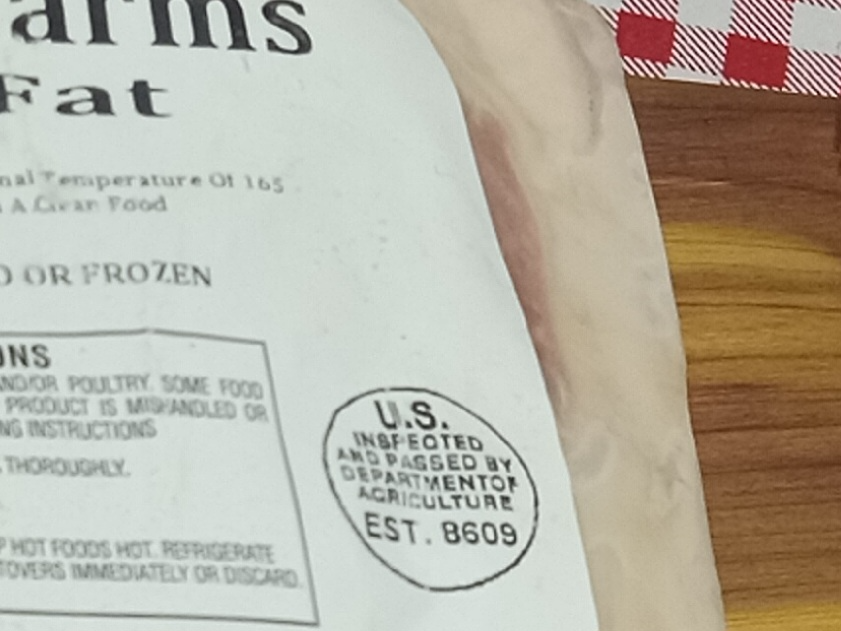 arms
Fat
nal Temperature Of 165
A Clean Food
O OR FROZEN
ONS
AND/OR POULTRY. SOME FOOD
PRODUCT IS MISHANDLED OR
NG INSTRUCTIONS
THOROUGHLY.
P HOT FOODS HOT. REFRIGERATE
TOVERS IMMEDIATELY OR DISCARD.
U.S.
INSPECTED
AND PASSED BY
DEPARTMENT OF
AGRICULTURE
EST. 8609